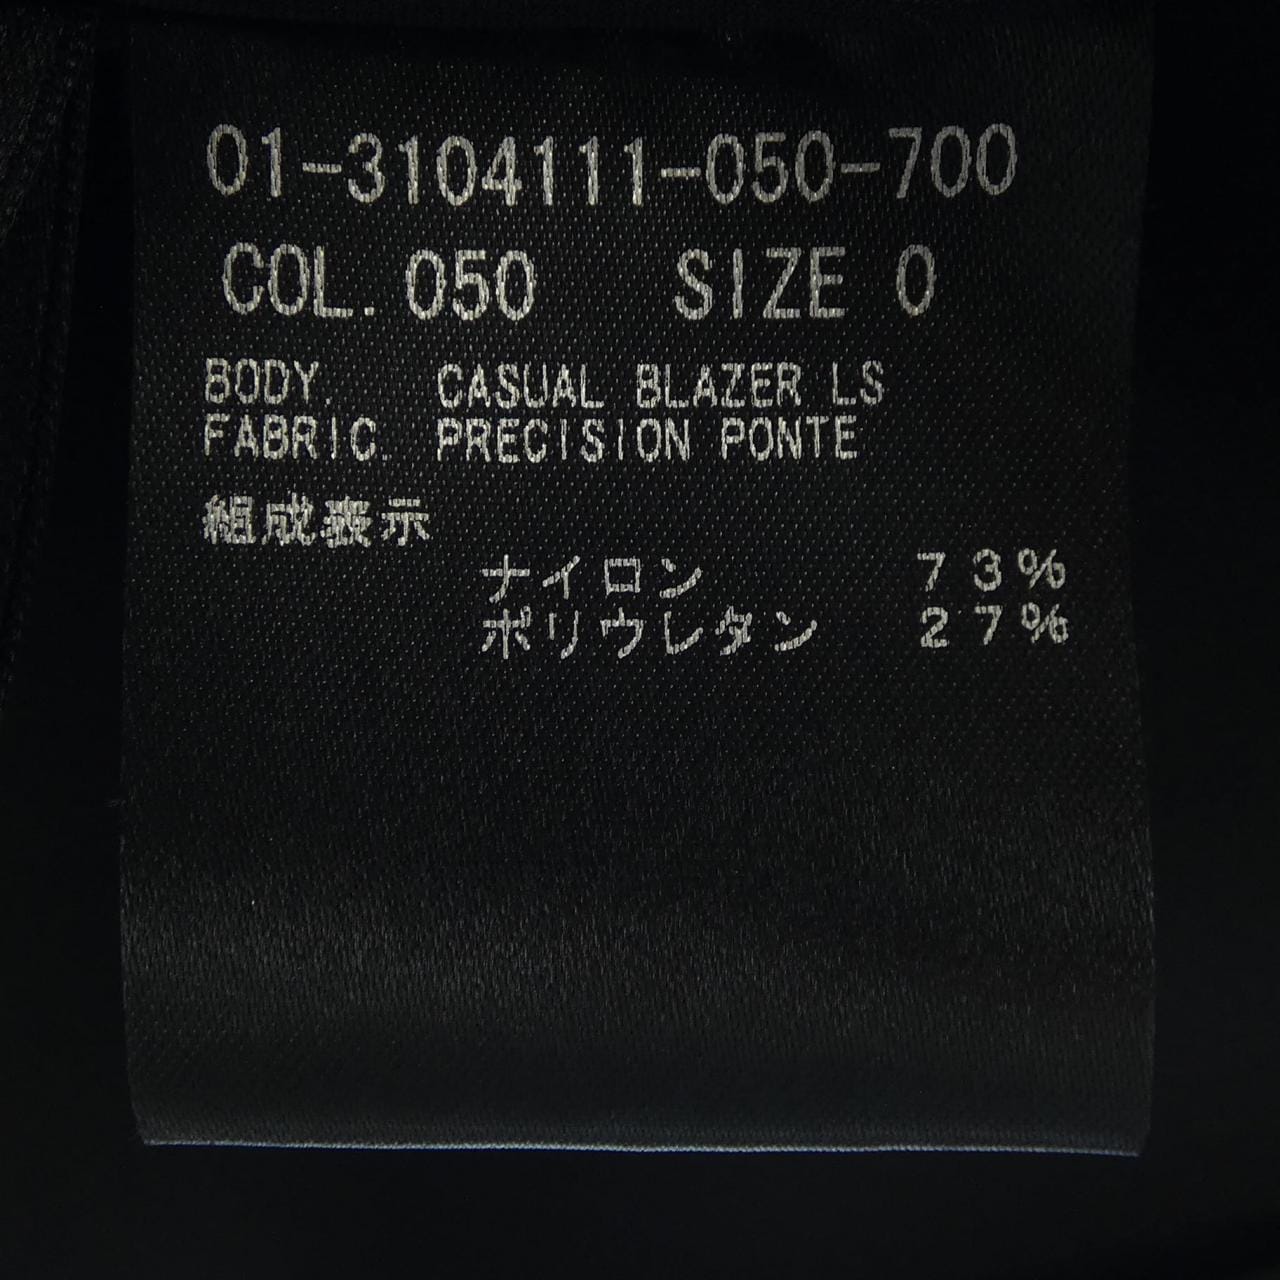 01-3104111-050-700
COL. 050 SIZE 0
BODY. CASUAL BLAZER LS
FABRIC. PRECISION PONTE
組成表示
ナイロン 73%
ポリウレタン 27%